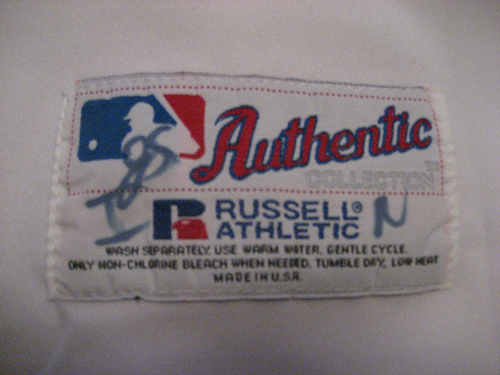 Authentic
COLLECTION™
RUSSELL®
ATHLETIC
N
WASH SEPARATELY. USE WARM WATER. GENTLE CYCLE.
ONLY NON-CHLORINE BLEACH WHEN NEEDED. TUMBLE DRY, LOW HEAT
MADE IN U.S.A.